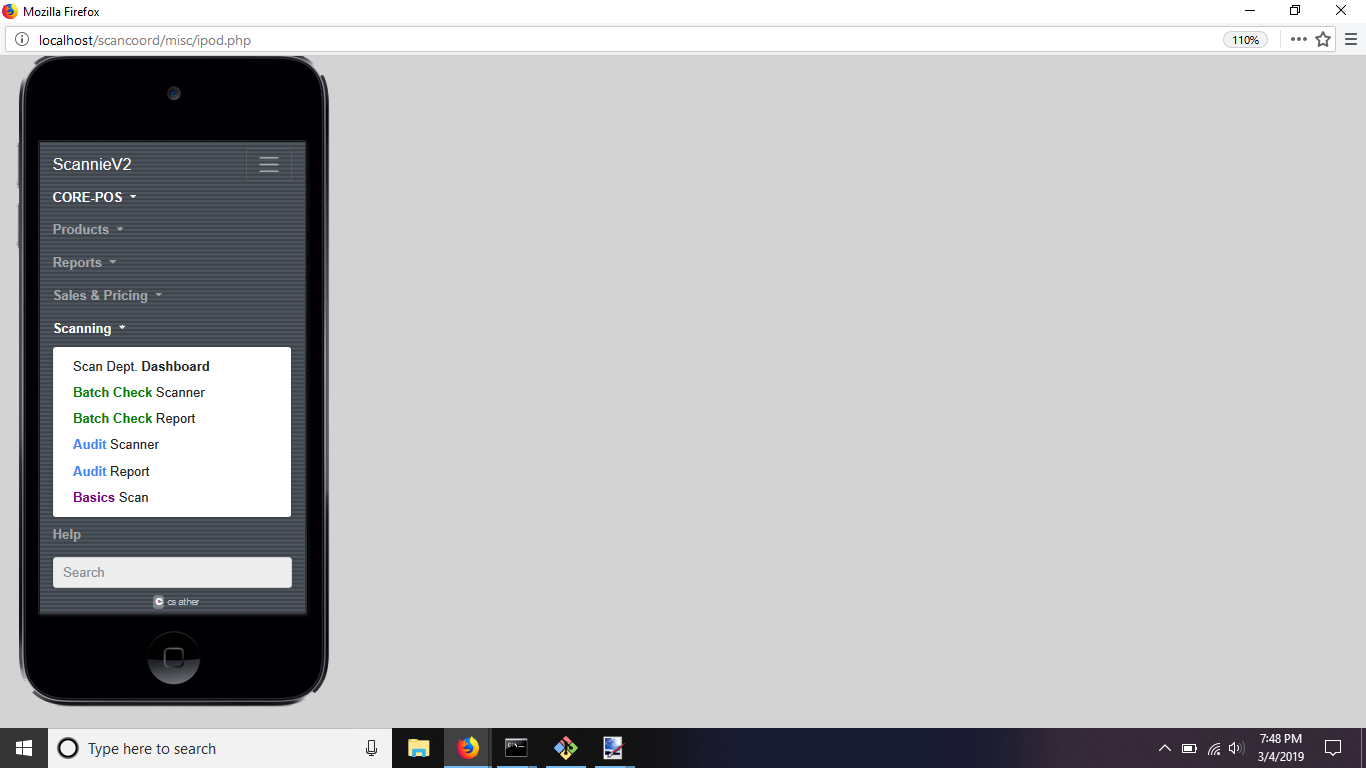 Mozilla Firefox
localhost/scancoord/misc/ipod.php
110%
ScannieV2
CORE-POS
Products
Reports
Sales & Pricing
Scanning
Scan Dept. Dashboard
Batch Check Scanner
Batch Check Report
Audit Scanner
Audit Report
Basics Scan
Help
Search
C cs ather
Type here to search
7:48 PM
3/4/2019